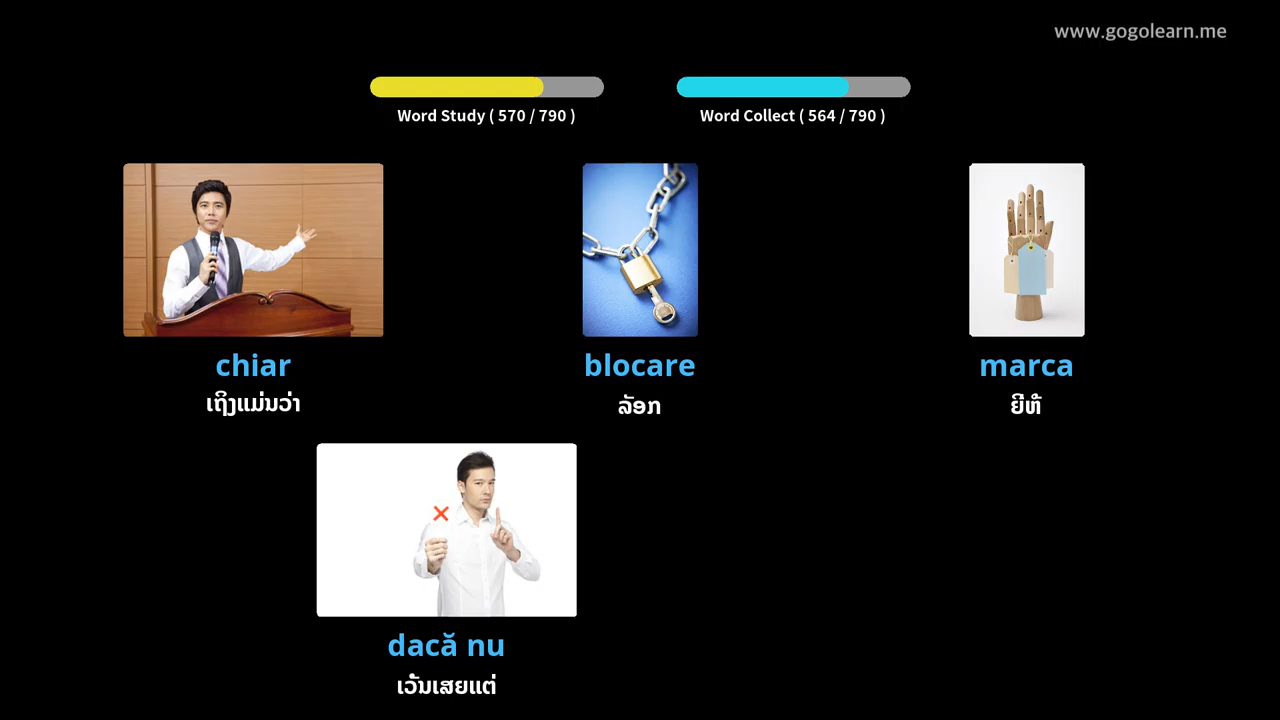 www.gogolearn.me
Word Study ( 570 / 790 )
Word Collect ( 564 / 790 )
chiar
ເຖິງແມ່ນວ່າ
blocare
ລັອກ
marca
ຍີ່ຫໍ້
dacă nu
ເວັ້ນເສຍແຕ່